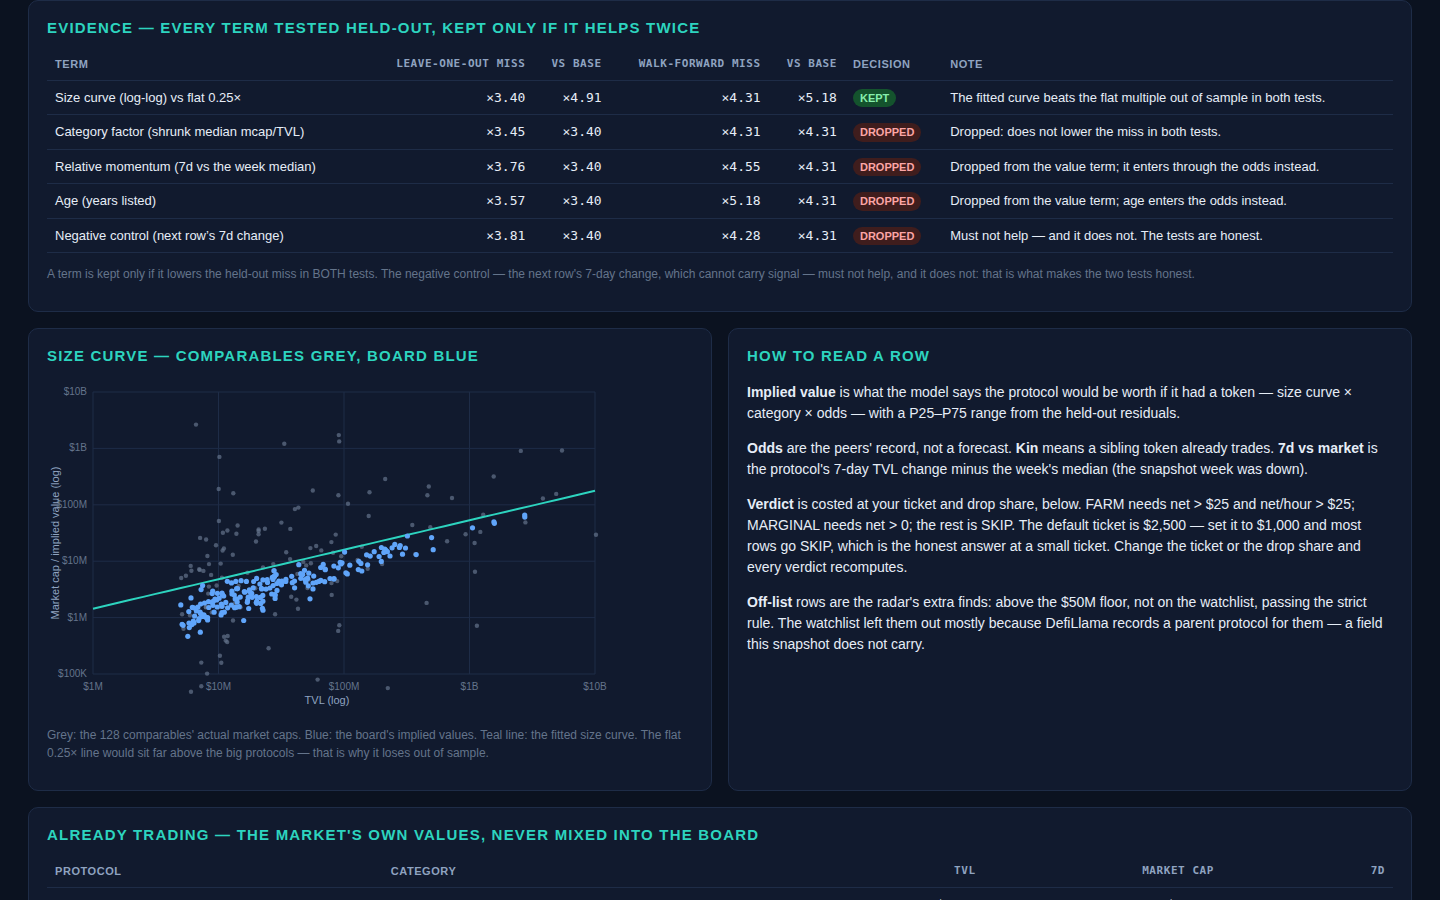 EVIDENCE — EVERY TERM TESTED HELD-OUT, KEPT ONLY IF IT HELPS TWICE
TERM LEAVE-ONE-OUT MISS VS BASE WALK-FORWARD MISS VS BASE DECISION NOTE
Size curve (log-log) vs flat 0.25× ×3.40 ×4.91 ×4.31 ×5.18 KEPT The fitted curve beats the flat multiple out of sample in both tests.
Category factor (shrunk median mcap/TVL) ×3.45 ×3.40 ×4.31 ×4.31 DROPPED Dropped: does not lower the miss in both tests.
Relative momentum (7d vs the week median) ×3.76 ×3.40 ×4.55 ×4.31 DROPPED Dropped from the value term; it enters through the odds instead.
Age (years listed) ×3.57 ×3.40 ×5.18 ×4.31 DROPPED Dropped from the value term; age enters the odds instead.
Negative control (next row's 7d change) ×3.81 ×3.40 ×4.28 ×4.31 DROPPED Must not help — and it does not. The tests are honest.
A term is kept only if it lowers the held-out miss in BOTH tests. The negative control — the next row's 7-day change, which cannot carry signal — must not help, and it does not: that is what makes the two tests honest.
SIZE CURVE — COMPARABLES GREY, BOARD BLUE
$10B
$1B
$100M
$10M
$1M
$100K
Market cap / implied value (log)
$1M $10M $100M $1B $10B
TVL (log)
Grey: the 128 comparables' actual market caps. Blue: the board's implied values. Teal line: the fitted size curve. The flat
0.25× line would sit far above the big protocols — that is why it loses out of sample.
HOW TO READ A ROW
Implied value is what the model says the protocol would be worth if it had a token — size curve ×
category × odds — with a P25–P75 range from the held-out residuals.
Odds are the peers' record, not a forecast. Kin means a sibling token already trades. 7d vs market is
the protocol's 7-day TVL change minus the week's median (the snapshot week was down).
Verdict is costed at your ticket and drop share, below. FARM needs net > $25 and net/hour > $25;
MARGINAL needs net > 0; the rest is SKIP. The default ticket is $2,500 — set it to $1,000 and most
rows go SKIP, which is the honest answer at a small ticket. Change the ticket or the drop share and
every verdict recomputes.
Off-list rows are the radar's extra finds: above the $50M floor, not on the watchlist, passing the strict
rule. The watchlist left them out mostly because DefiLlama records a parent protocol for them — a field
this snapshot does not carry.
ALREADY TRADING — THE MARKET'S OWN VALUES, NEVER MIXED INTO THE BOARD
PROTOCOL CATEGORY TVL MARKET CAP 7D